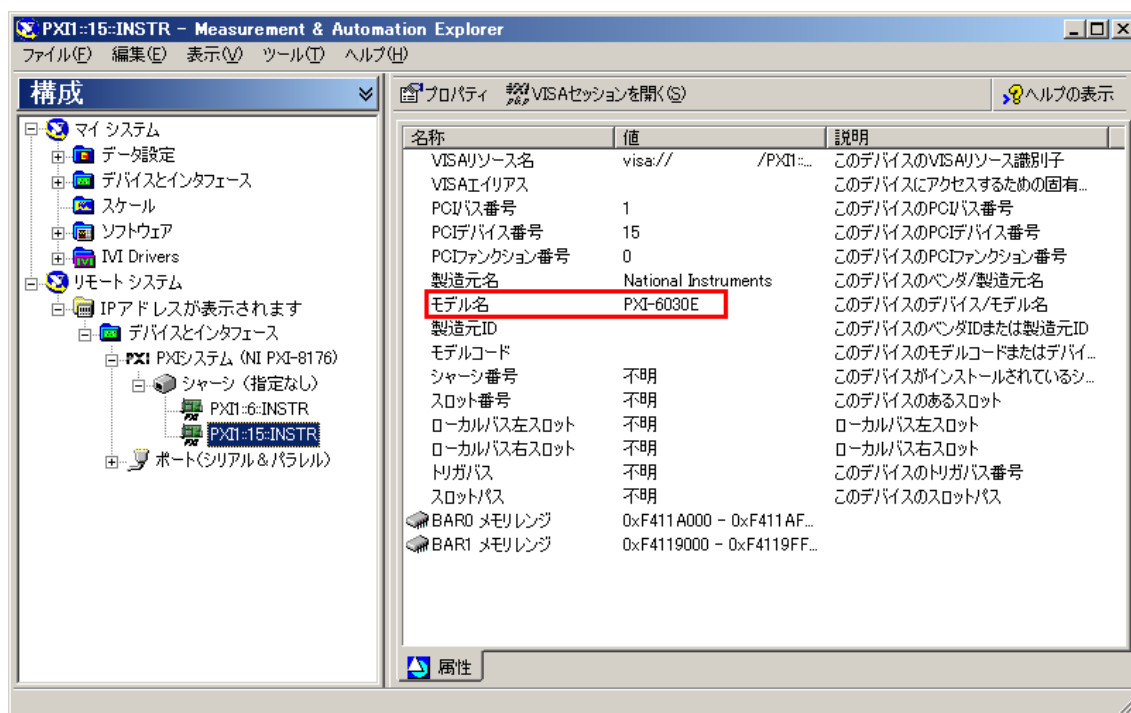 PXI1::15::INSTR - Measurement & Automation Explorer
ファイル(F) 編集(E) 表示(V) ツール(T) ヘルプ(H)
構成
プロパティ VISAセッションを開く(S) ヘルプの表示
マイ システム
データ設定
デバイスとインタフェース
スケール
ソフトウェア
IVI Drivers
リモート システム
IPアドレスが表示されます
デバイスとインタフェース
PXI PXIシステム (NI PXI-8176)
シャーシ (指定なし)
PXI1::6::INSTR
PXI1::15::INSTR
ポート(シリアル&パラレル)
名称 値 説明
VISAリソース名 visa:// /PXI1::... このデバイスのVISAリソース識別子
VISAエイリアス このデバイスにアクセスするための固有...
PCIバス番号 1 このデバイスのPCIバス番号
PCIデバイス番号 15 このデバイスのPCIデバイス番号
PCIファンクション番号 0 このデバイスのPCIファンクション番号
製造元名 National Instruments このデバイスのベンダ/製造元名
モデル名 PXI-6030E このデバイスのデバイス/モデル名
製造元ID このデバイスのベンダIDまたは製造元ID
モデルコード このデバイスのモデルコードまたはデバイ...
シャーシ番号 不明 このデバイスがインストールされているシ...
スロット番号 不明 このデバイスのあるスロット
ローカルバス左スロット 不明 ローカルバス左スロット
ローカルバス右スロット 不明 ローカルバス右スロット
トリガバス 不明 このデバイスのトリガバス番号
スロットパス 不明 このデバイスのスロットパス
BAR0 メモリレンジ 0xF411A000 - 0xF411AF...
BAR1 メモリレンジ 0xF4119000 - 0xF4119FF...
属性